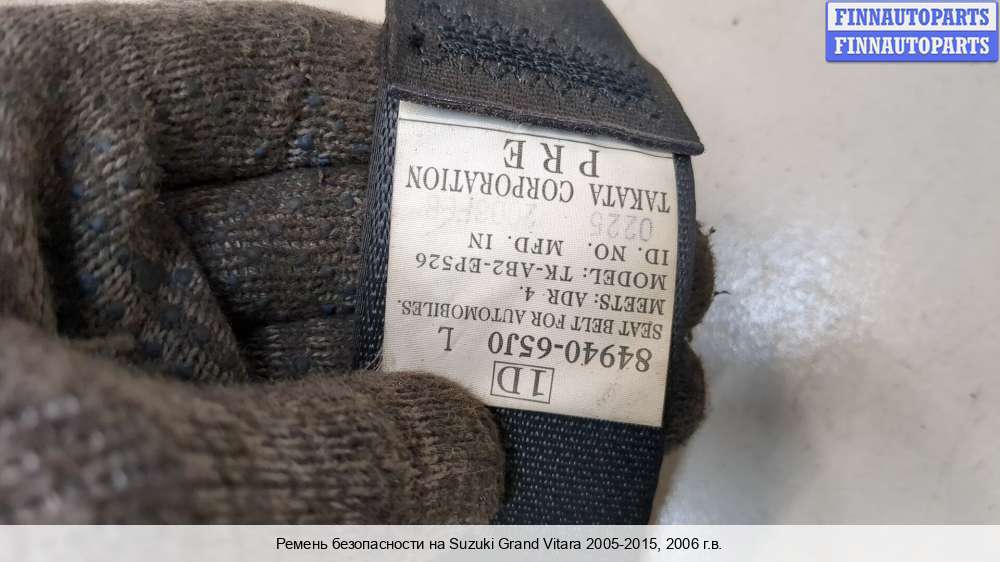 FINNAUTOPARTS
FINNAUTOPARTS
1D
84940-65J0 L
SEAT BELT FOR AUTOMOBILES.
MEETS: ADR 4.
MODEL: TK-AB2-EP526
ID. NO. MFD. IN
0225
TAKATA CORPORATION
PRE
Ремень безопасности на Suzuki Grand Vitara 2005-2015, 2006 г.в.